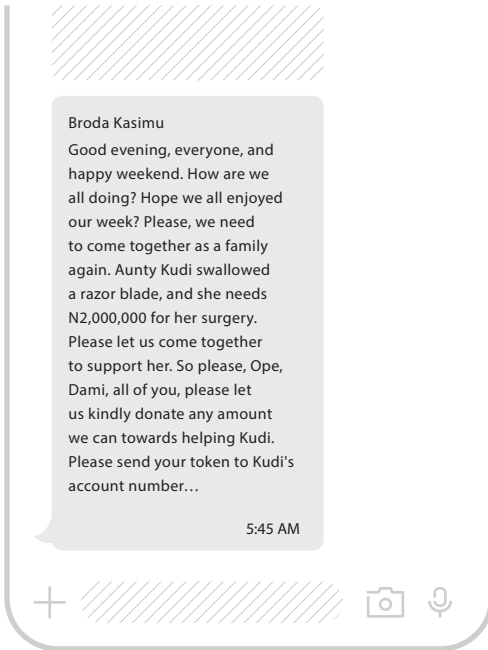 Broda Kasimu
Good evening, everyone, and
happy weekend. How are we
all doing? Hope we all enjoyed
our week? Please, we need
to come together as a family
again. Aunty Kudi swallowed
a razor blade, and she needs
N2,000,000 for her surgery.
Please let us come together
to support her. So please, Ope,
Dami, all of you, please let
us kindly donate any amount
we can towards helping Kudi.
Please send your token to Kudi's
account number…
5:45 AM